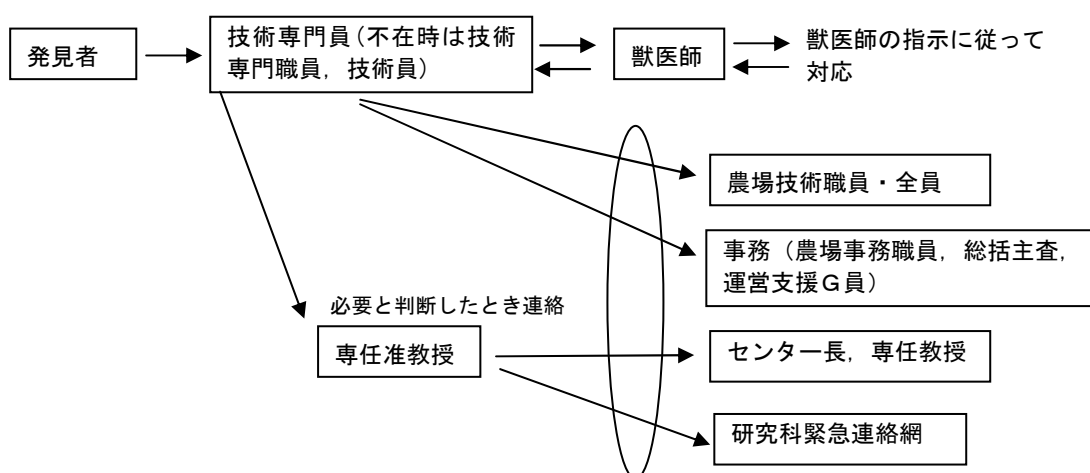 発見者
技術専門員（不在時は技術
専門職員，技術員）
獣医師
獣医師の指示に従って
対応
農場技術職員・全員
事務（農場事務職員，総括主査，
運営支援Ｇ員）
必要と判断したとき連絡
専任准教授
センター長，専任教授
研究科緊急連絡網